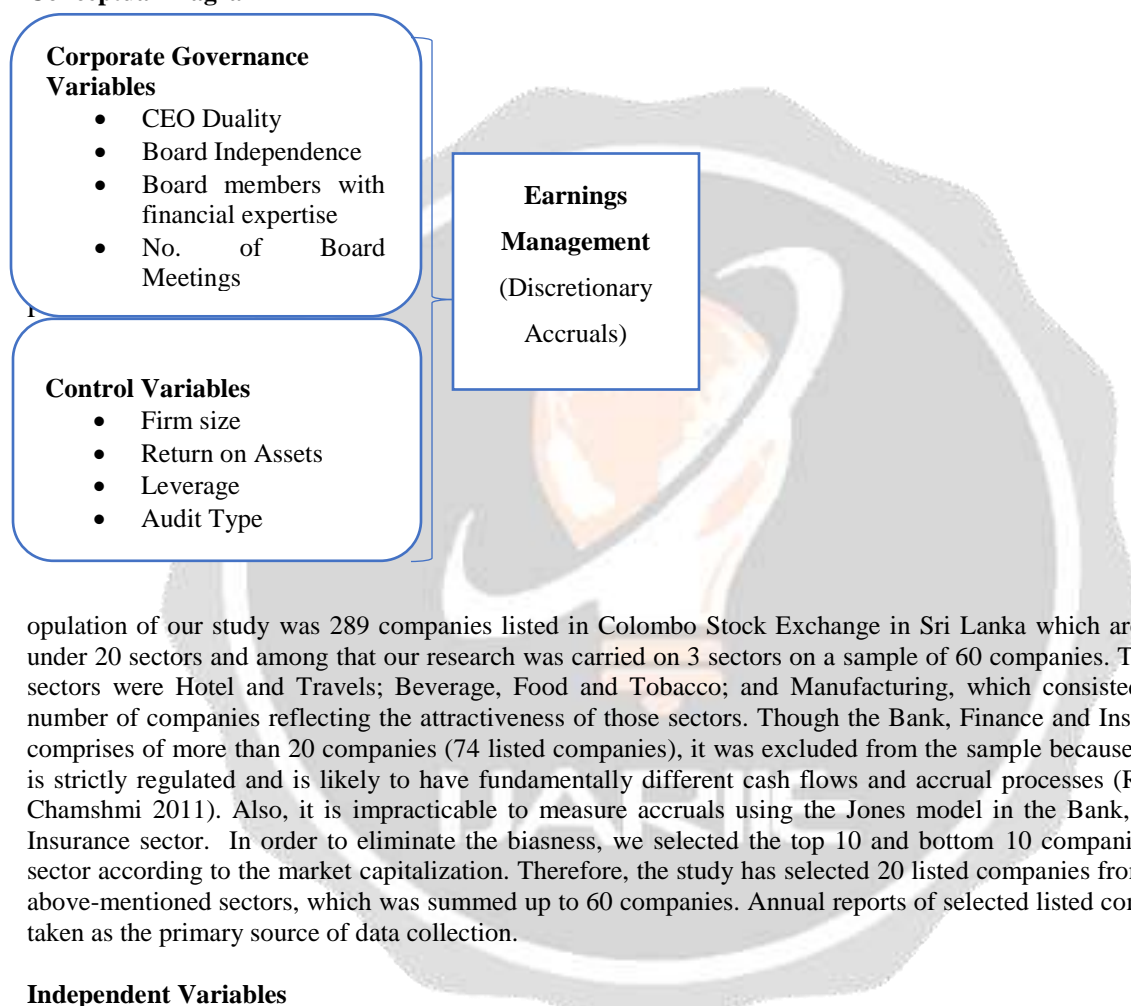 Corporate Governance
Variables
• CEO Duality
• Board Independence
• Board members with
financial expertise
• No. of Board
Meetings
Earnings
Management
(Discretionary
Accruals)
Control Variables
• Firm size
• Return on Assets
• Leverage
• Audit Type
opulation of our study was 289 companies listed in Colombo Stock Exchange in Sri Lanka which ar
under 20 sectors and among that our research was carried on 3 sectors on a sample of 60 companies. T
sectors were Hotel and Travels; Beverage, Food and Tobacco; and Manufacturing, which consisted
number of companies reflecting the attractiveness of those sectors. Though the Bank, Finance and Ins
comprises of more than 20 companies (74 listed companies), it was excluded from the sample because
is strictly regulated and is likely to have fundamentally different cash flows and accrual processes (R
Chamshmi 2011). Also, it is impracticable to measure accruals using the Jones model in the Bank,
Insurance sector. In order to eliminate the biasness, we selected the top 10 and bottom 10 compani
sector according to the market capitalization. Therefore, the study has selected 20 listed companies from
above-mentioned sectors, which was summed up to 60 companies. Annual reports of selected listed con
taken as the primary source of data collection.
Independent Variables
IJARIE